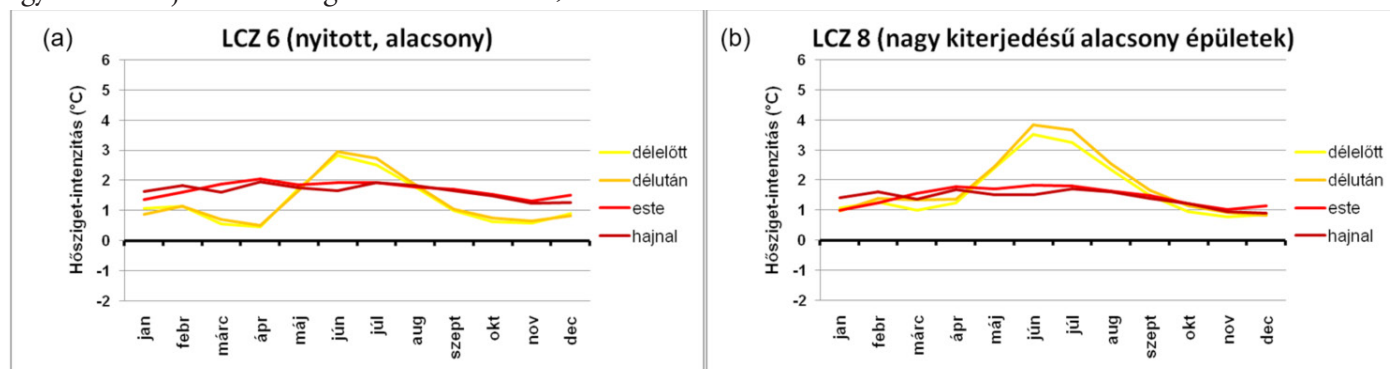 (a)
LCZ 6 (nyitott, alacsony)
Hősziget-intenzitás (°C)
6
5
4
3
2
1
0
-1
-2
jan
febr
márc
ápr
máj
jún
júl
aug
szept
okt
nov
dec
délelőtt
délután
este
hajnal
(b)
LCZ 8 (nagy kiterjedésű alacsony épületek)
Hősziget-intenzitás (°C)
6
5
4
3
2
1
0
-1
-2
jan
febr
márc
ápr
máj
jún
júl
aug
szept
okt
nov
dec
délelőtt
délután
este
hajnal